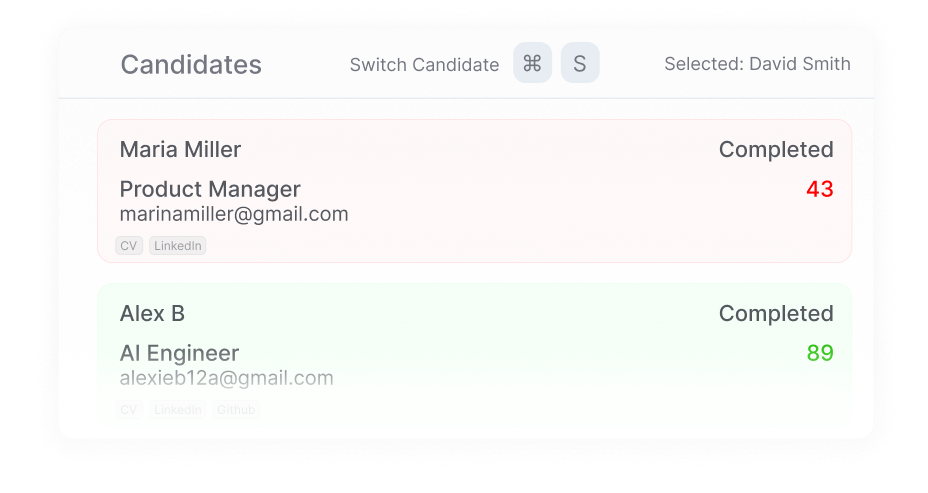 Candidates Switch Candidate ⌘ S Selected: David Smith
Maria Miller Completed
Product Manager 43
marinamiller@gmail.com
CV LinkedIn
Alex B Completed
AI Engineer 89
alexieb12a@gmail.com
CV LinkedIn Github